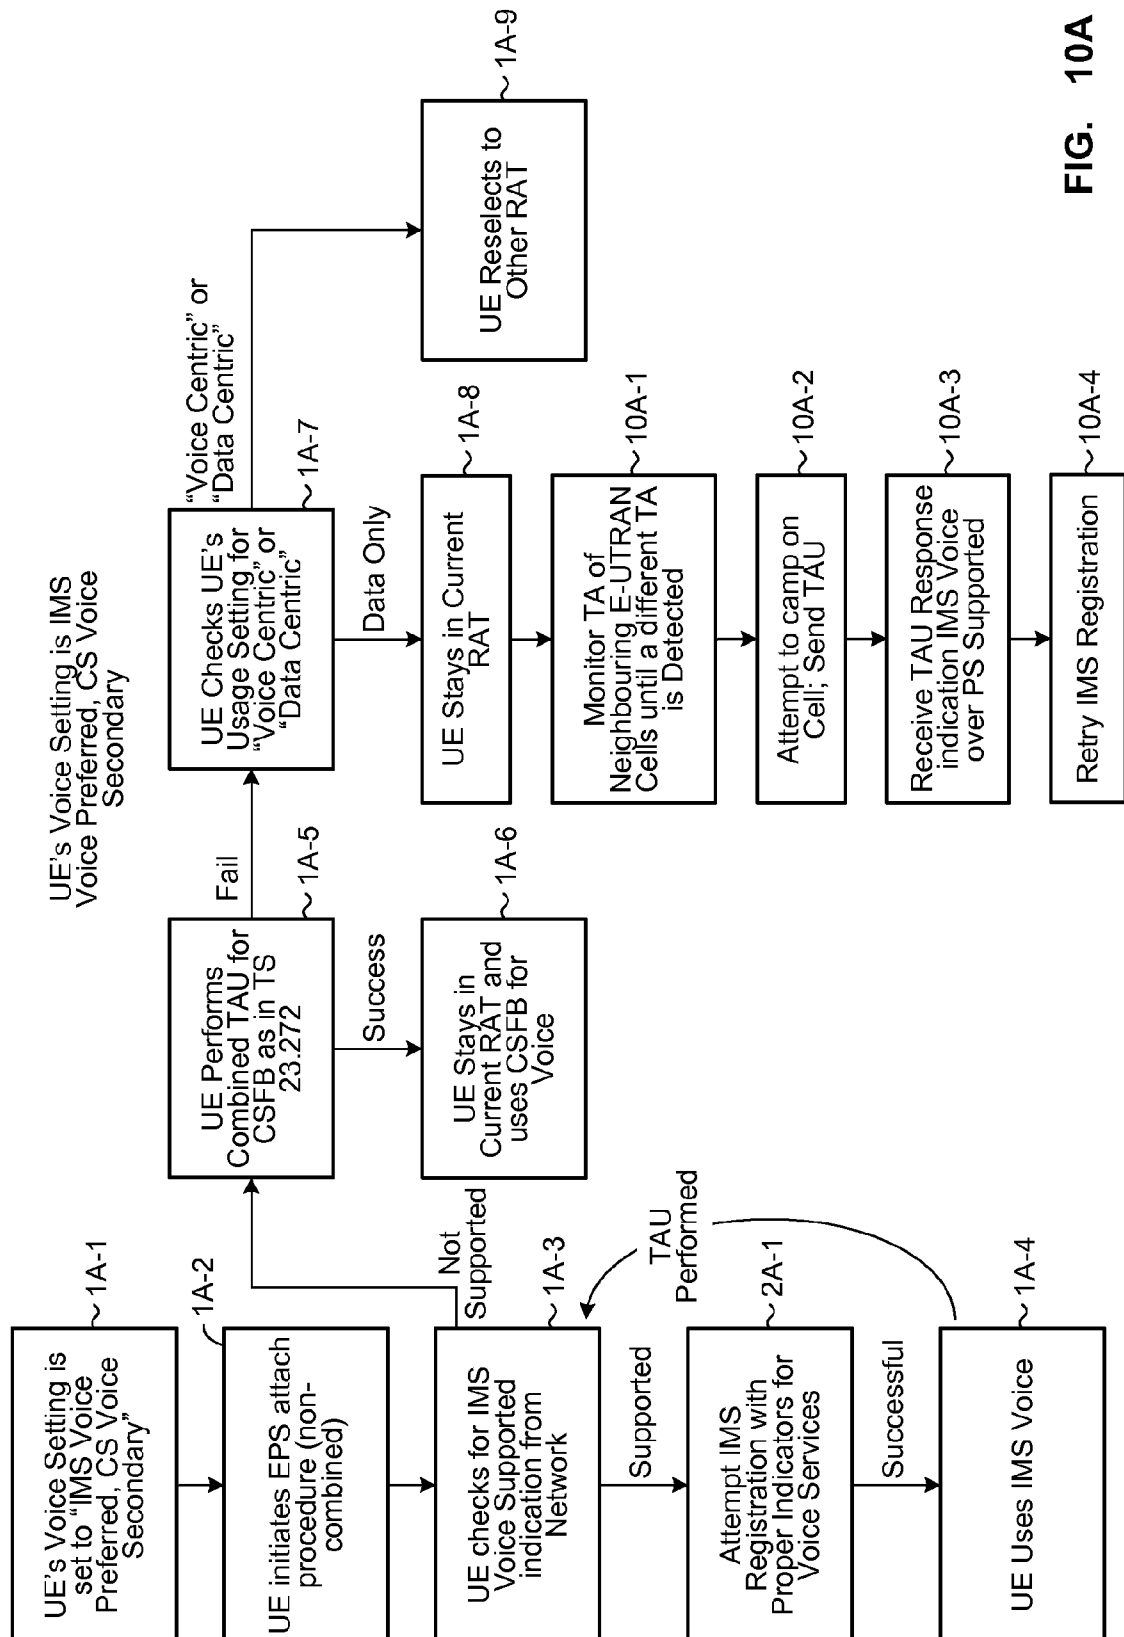 UE's Voice Setting is IMS
Voice Preferred, CS Voice
Secondary
UE's Voice Setting is
set to "IMS Voice
Preferred, CS Voice
Secondary"
1A-1
UE initiates EPS attach
procedure (non-
combined)
1A-2
UE checks for IMS
Voice Supported
indication from
Network
1A-3
Not
Supported
Supported
Attempt IMS
Registration with
Proper Indicators for
Voice Services
2A-1
Successful
UE Uses IMS Voice
1A-4
TAU
Performed
UE Performs
Combined TAU for
CSFB as in TS
23.272
1A-5
Fail
Success
UE Stays in
Current RAT and
uses CSFB for
Voice
1A-6
UE Checks UE's
Usage Setting for
"Voice Centric" or
"Data Centric"
1A-7
"Voice Centric" or
"Data Centric"
Data Only
UE Stays in Current
RAT
1A-8
Monitor TA of
Neighbouring E-UTRAN
Cells until a different TA
is Detected
10A-1
Attempt to camp on
Cell; Send TAU
10A-2
Receive TAU Response
indication IMS Voice
over PS Supported
10A-3
Retry IMS Registration
10A-4
UE Reselects to
Other RAT
1A-9
FIG. 10A